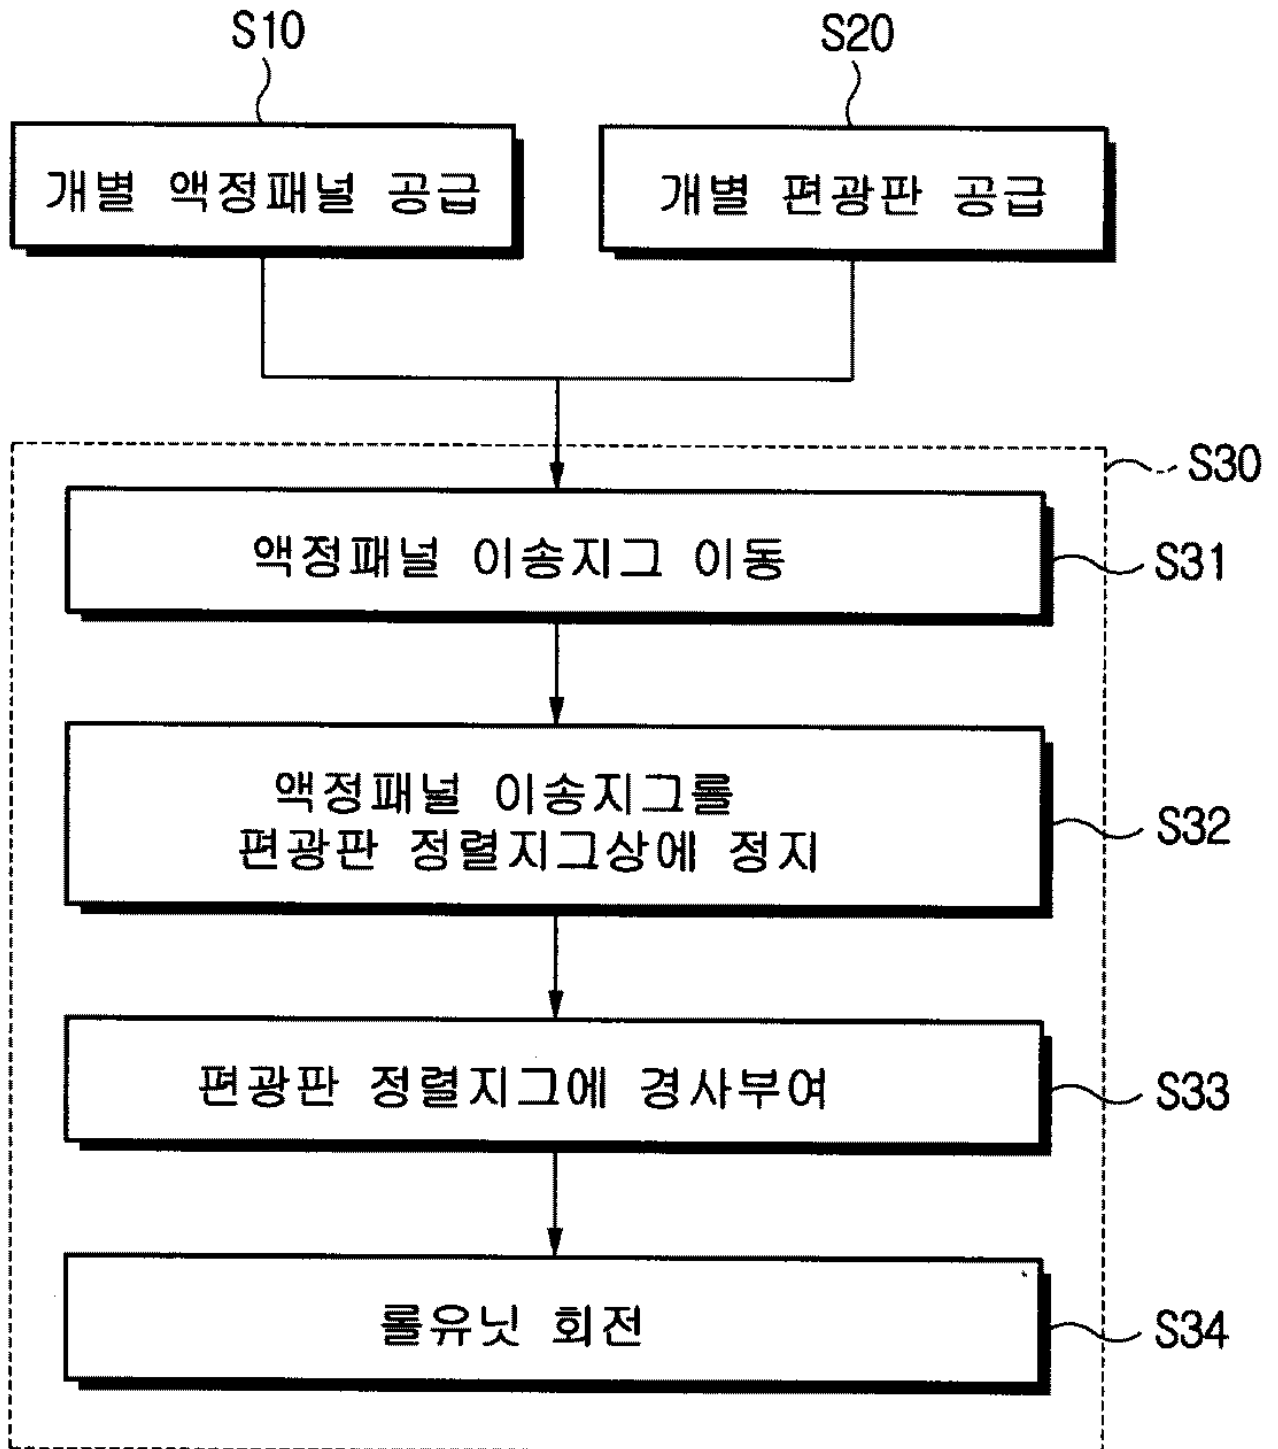 S10
S20
개별 액정패널 공급
개별 편광판 공급
S30
액정패널 이송지그 이동
S31
액정패널 이송지그를
편광판 정렬지그상에 정지
S32
편광판 정렬지그에 경사부여
S33
롤유닛 회전
S34